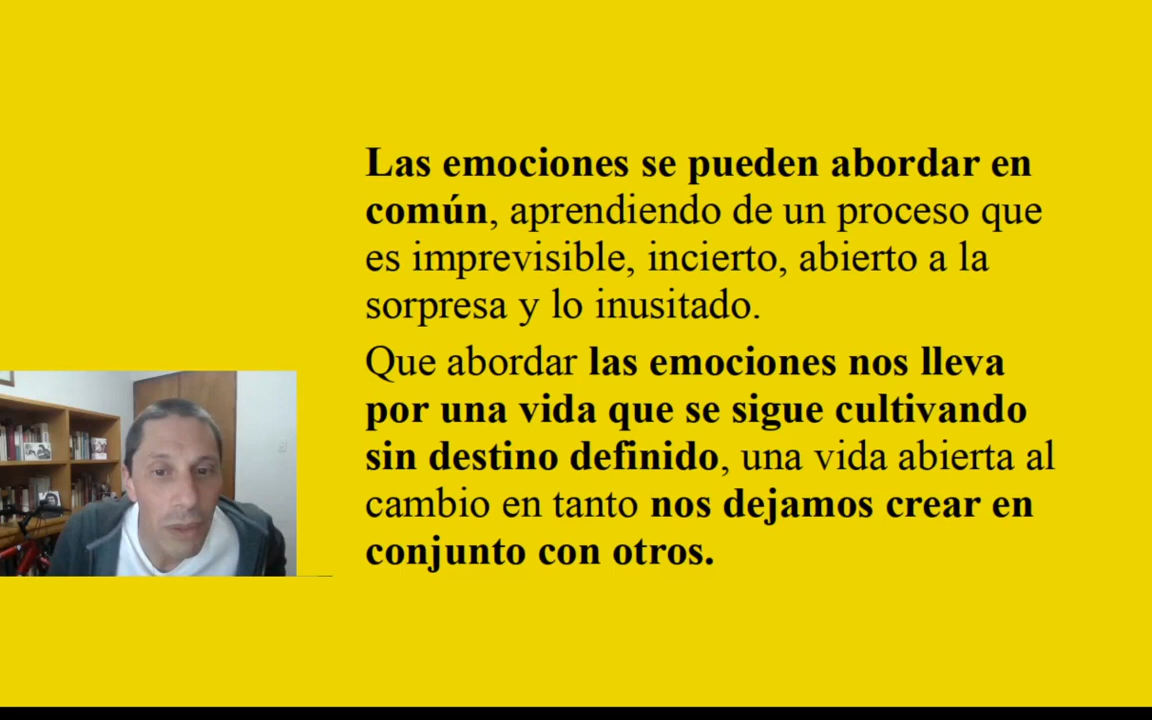 Las emociones se pueden abordar en
común, aprendiendo de un proceso que
es imprevisible, incierto, abierto a la
sorpresa y lo inusitado.
Que abordar las emociones nos lleva
por una vida que se sigue cultivando
sin destino definido, una vida abierta al
cambio en tanto nos dejamos crear en
conjunto con otros.